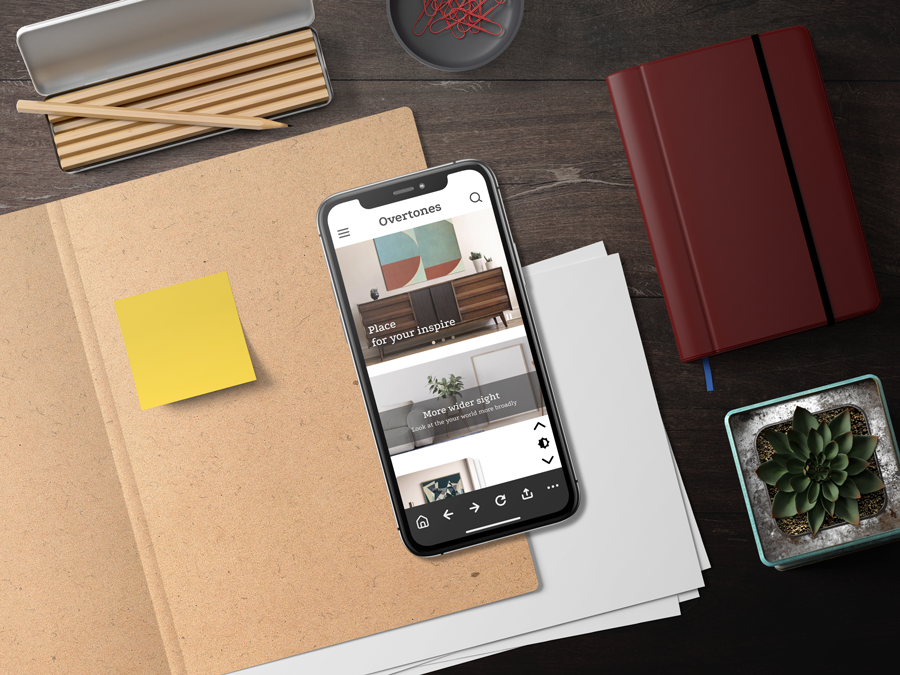 Overtones
Place
for your inspire
More wider sight
Look at the your world more broadly